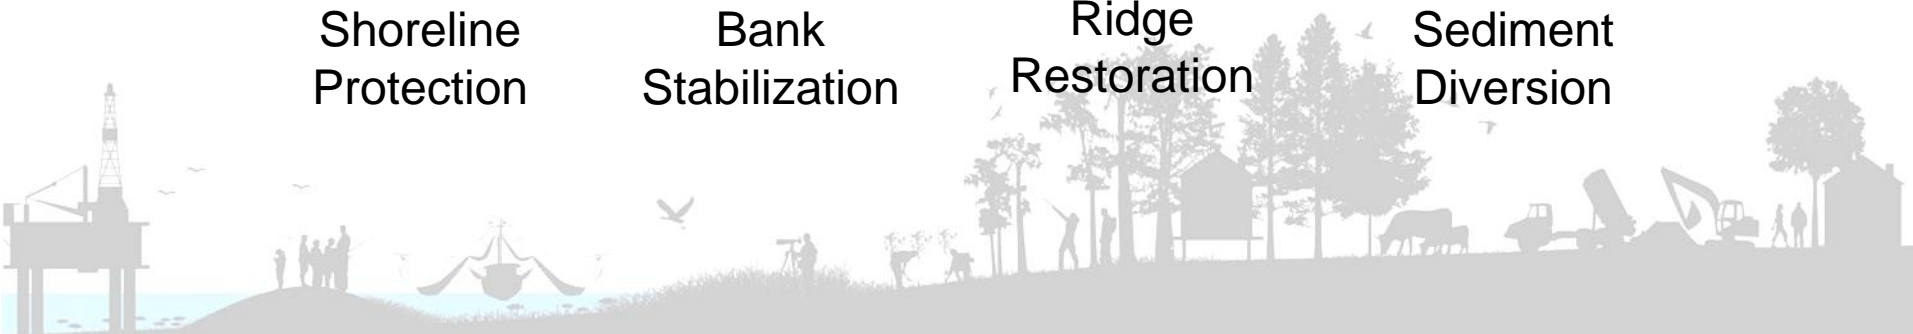 Shoreline
Protection
Bank
Stabilization
Ridge
Restoration
Sediment
Diversion